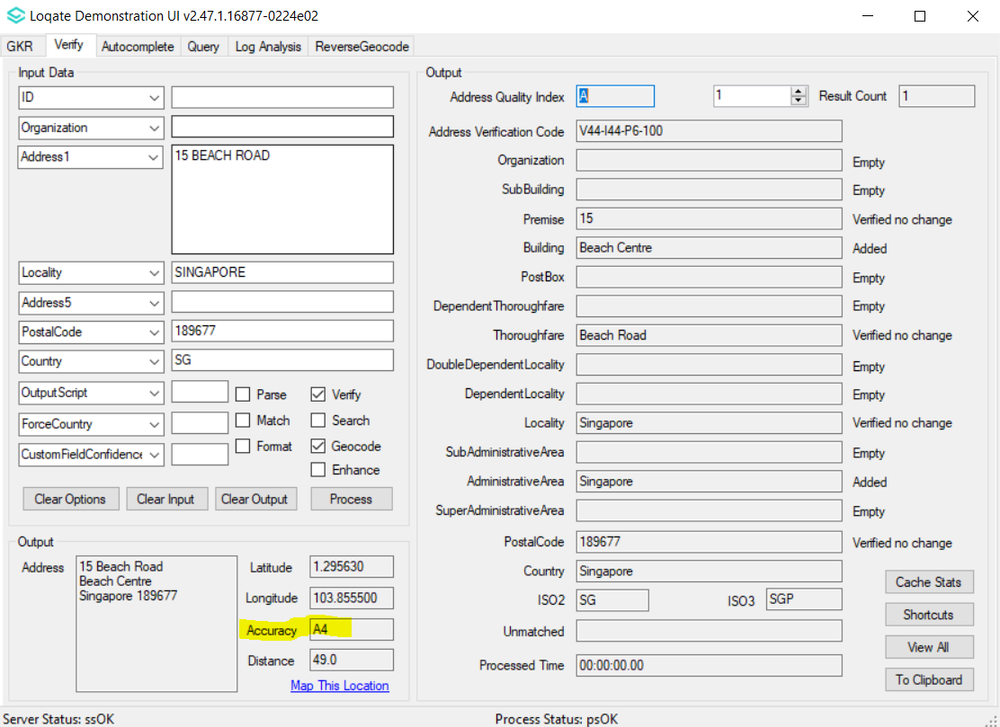 Loqate Demonstration UI v2.47.1.16877-0224e02
GKR Verify Autocomplete Query Log Analysis ReverseGeocode
Input Data
ID
Organization
Address1 15 BEACH ROAD
Locality SINGAPORE
Address5
PostalCode 189677
Country SG
OutputScript Parse Verify
ForceCountry Match Search
CustomFieldConfidence Format Geocode
Enhance
Clear Options Clear Input Clear Output Process
Output
Address 15 Beach Road
Beach Centre
Singapore 189677
Latitude 1.295630
Longitude 103.855500
Accuracy A4
Distance 49.0
Map This Location
Output
Address Quality Index A 1 Result Count 1
Address Verification Code V44-I44-P6-100
Organization Empty
SubBuilding Empty
Premise 15 Verified no change
Building Beach Centre Added
PostBox Empty
DependentThoroughfare Empty
Thoroughfare Beach Road Verified no change
DoubleDependentLocality Empty
DependentLocality Empty
Locality Singapore Verified no change
SubAdministrativeArea Empty
AdministrativeArea Singapore Added
SuperAdministrativeArea Empty
PostalCode 189677 Verified no change
Country Singapore
ISO2 SG ISO3 SGP
Unmatched
Processed Time 00:00:00.00
Cache Stats
Shortcuts
View All
To Clipboard
Server Status: ssOK Process Status: psOK